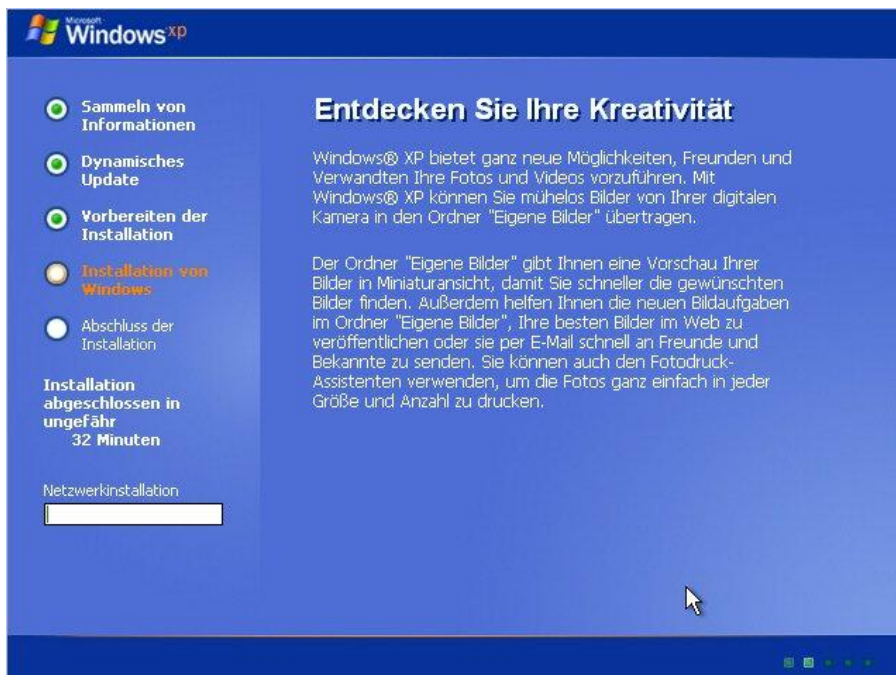 Microsoft
Windows xp
Sammeln von
Informationen
Dynamisches
Update
Vorbereiten der
Installation
Installation von
Windows
Abschluss der
Installation
Installation
abgeschlossen in
ungefähr
32 Minuten
Netzwerkinstallation
Entdecken Sie Ihre Kreativität
Windows® XP bietet ganz neue Möglichkeiten, Freunden und
Verwandten Ihre Fotos und Videos vorzuführen. Mit
Windows® XP können Sie mühelos Bilder von Ihrer digitalen
Kamera in den Ordner "Eigene Bilder" übertragen.
Der Ordner "Eigene Bilder" gibt Ihnen eine Vorschau Ihrer
Bilder in Miniaturansicht, damit Sie schneller die gewünschten
Bilder finden. Außerdem helfen Ihnen die neuen Bildaufgaben
im Ordner "Eigene Bilder", Ihre besten Bilder im Web zu
veröffentlichen oder sie per E-Mail schnell an Freunde und
Bekannte zu senden. Sie können auch den Fotodruck-
Assistenten verwenden, um die Fotos ganz einfach in jeder
Größe und Anzahl zu drucken.